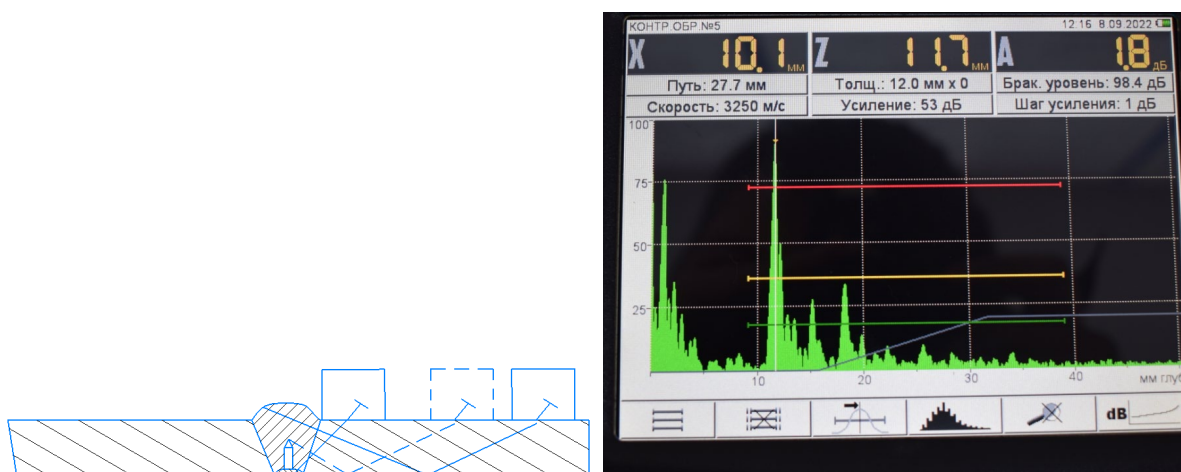 КОНТР.ОБР.№5 12:16 8.09.2022
X 10.1 мм Z 11.7 мм A 1.8 дБ
Путь: 27.7 мм Толщ.: 12.0 мм x 0 Брак. уровень: 98.4 дБ
Скорость: 3250 м/с Усиление: 53 дБ Шаг усиления: 1 дБ
100
75
50
25
10 20 30 40 мм глуб
dB